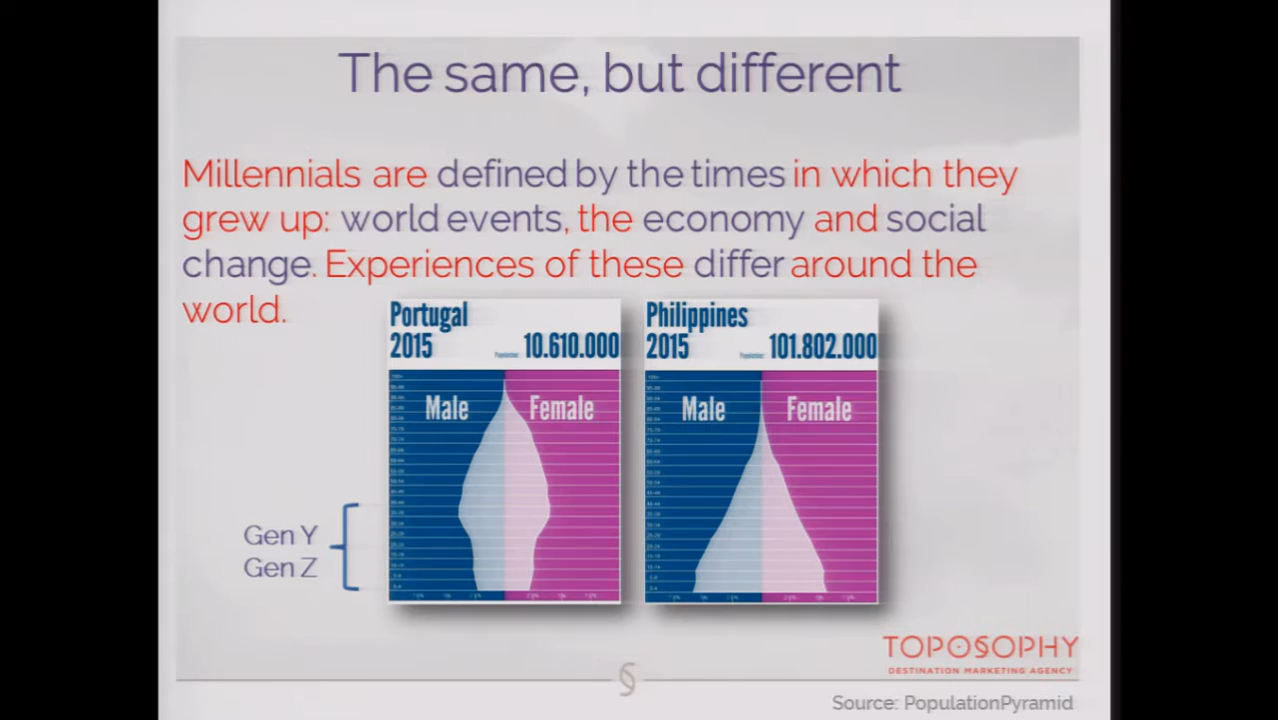 The same, but different
Millennials are defined by the times in which they
grew up: world events, the economy and social
change. Experiences of these differ around the
world.
Portugal
2015
Population: 10.610.000
Male Female
Philippines
2015
Population: 101.802.000
Male Female
Gen Y
Gen Z
TOPOSOPHY
DESTINATION MARKETING AGENCY
§
Source: PopulationPyramid